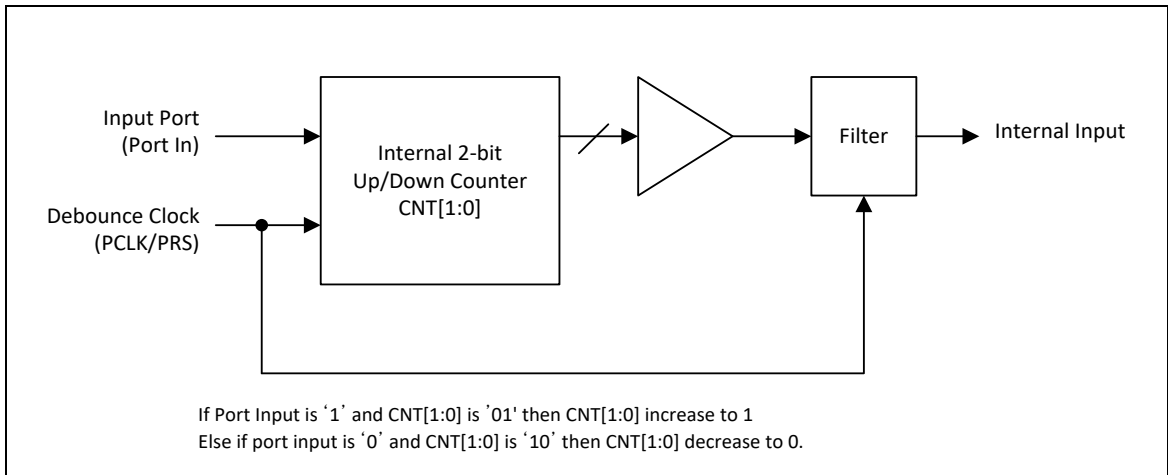 Input Port
(Port In)
Debounce Clock
(PCLK/PRS)
Internal 2-bit
Up/Down Counter
CNT[1:0]
Filter
Internal Input
If Port Input is ‘1’ and CNT[1:0] is ’01' then CNT[1:0] increase to 1
Else if port input is ‘0’ and CNT[1:0] is ‘10’ then CNT[1:0] decrease to 0.